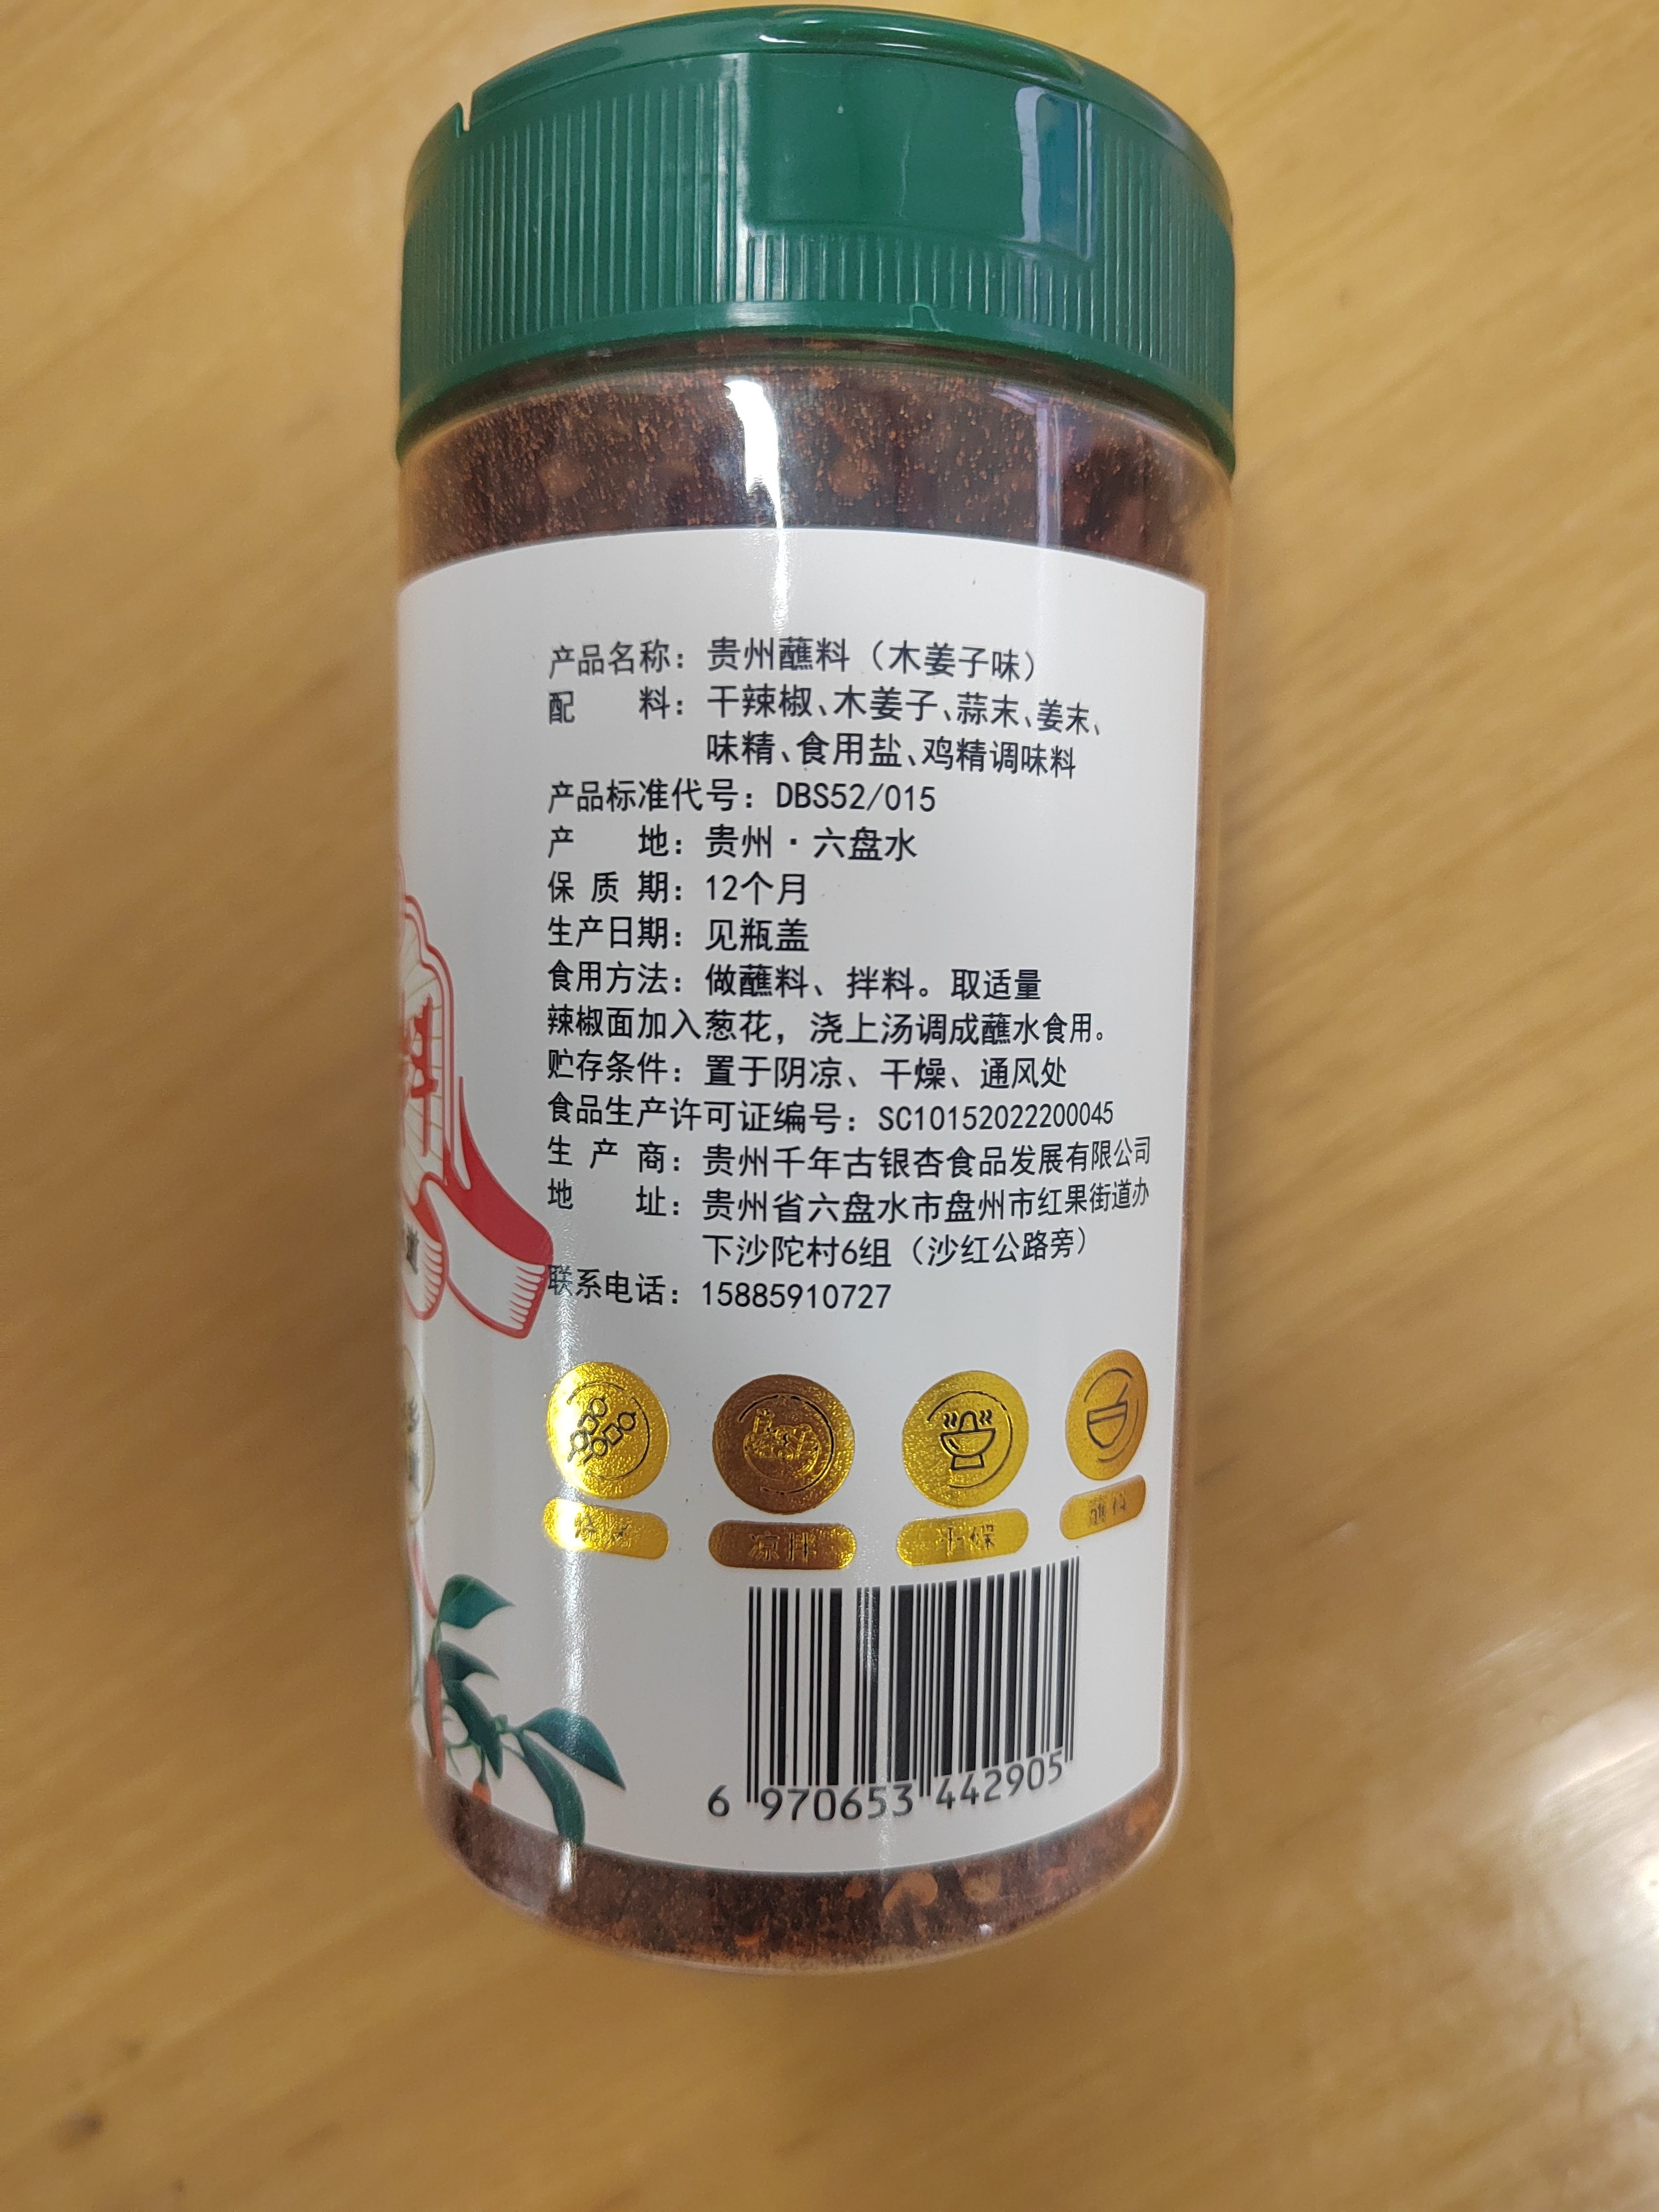 产品名称：贵州蘸料（木姜子味）
配 料：干辣椒、木姜子、蒜末、姜末、
味精、食用盐、鸡精调味料
产品标准代号：DBS52/015
产 地：贵州·六盘水
保 质 期：12个月
生产日期：见瓶盖
食用方法：做蘸料、拌料。取适量
辣椒面加入葱花，浇上汤调成蘸水食用。
贮存条件：置于阴凉、干燥、通风处
食品生产许可证编号：SC10152022200045
生 产 商：贵州千年古银杏食品发展有限公司
地 址：贵州省六盘水市盘州市红果街道办
下沙陀村6组（沙红公路旁）
联系电话：15885910727
料
道
凉拌
6 970653 442905